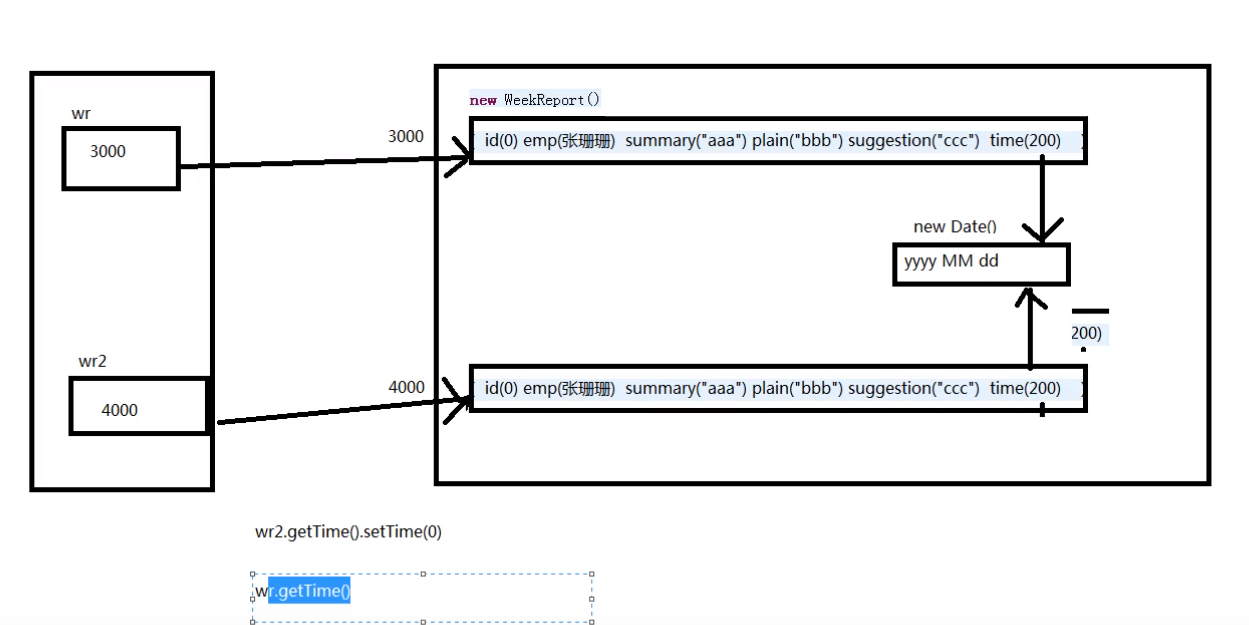 new WeekReport()
wr
3000
3000
id(0) emp(张珊珊) summary("aaa") plain("bbb") suggestion("ccc") time(200)
new Date()
yyyy MM dd
200)
wr2
4000
4000
id(0) emp(张珊珊) summary("aaa") plain("bbb") suggestion("ccc") time(200)
wr2.getTime().setTime(0)
wr.getTime()